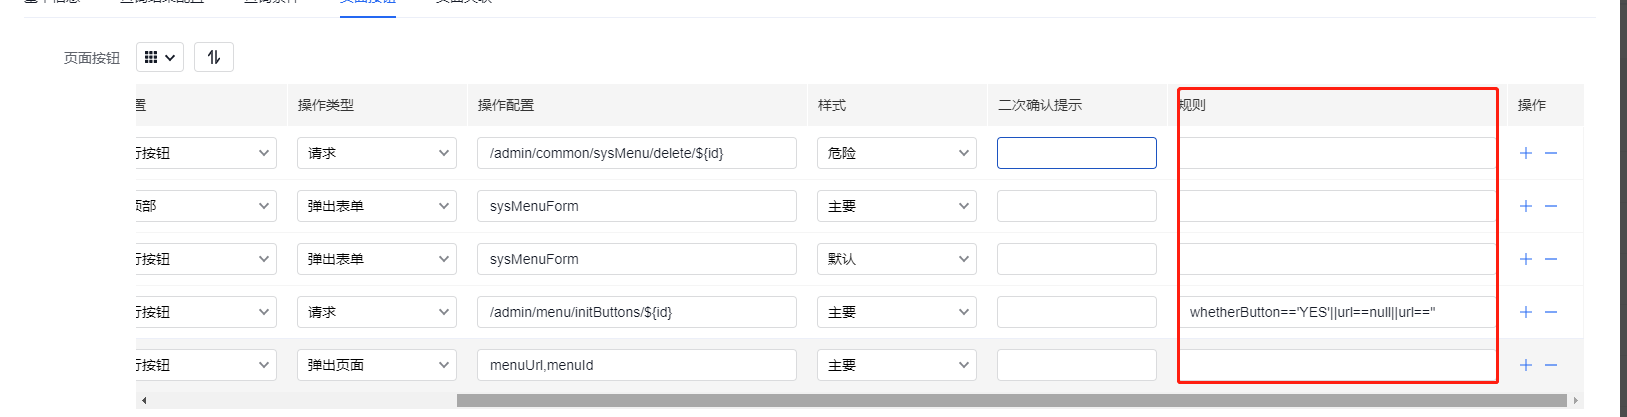 页面按钮
页面按钮
置 操作类型 操作配置 样式 二次确认提示 规则 操作
行按钮 请求 /admin/common/sysMenu/delete/${id} 危险
顶部 弹出表单 sysMenuForm 主要
行按钮 弹出表单 sysMenuForm 默认
行按钮 请求 /admin/menu/initButtons/${id} 主要 whetherButton=='YES'||url==null||url==''
行按钮 弹出页面 menuUrl,menuId 主要